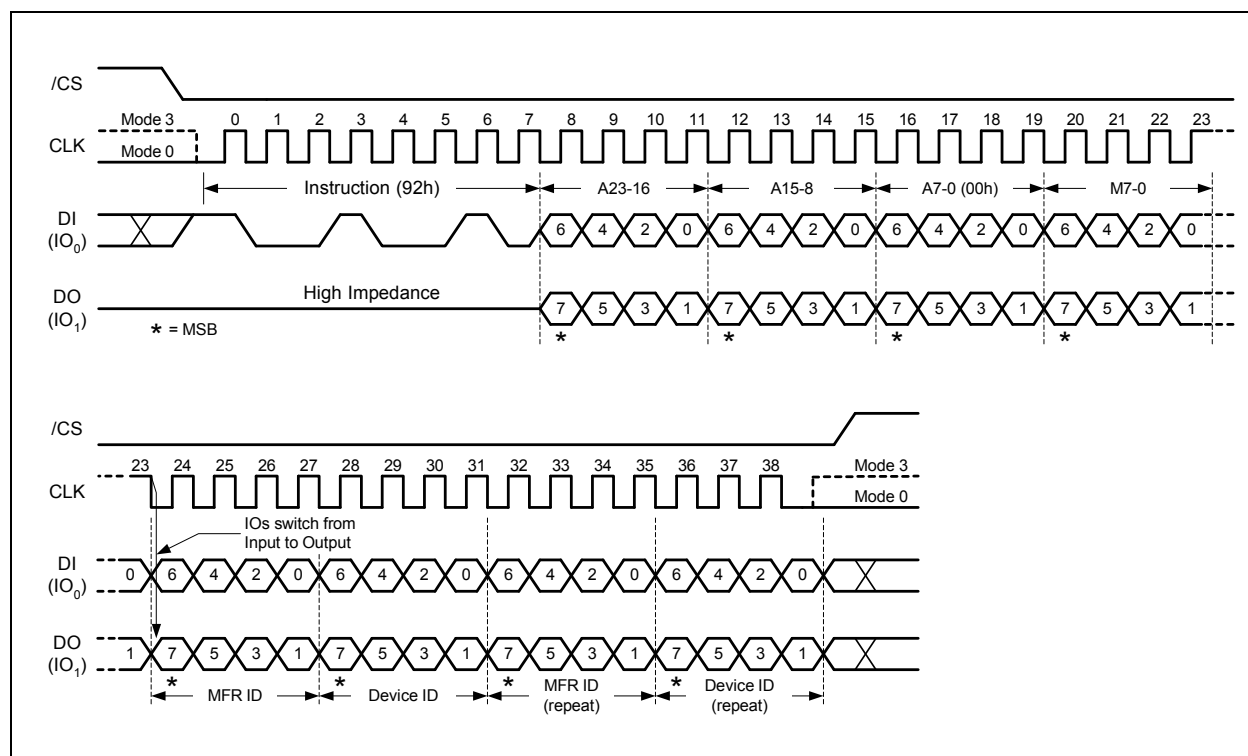 /CS
Mode 3
0 1 2 3 4 5 6 7 8 9 10 11 12 13 14 15 16 17 18 19 20 21 22 23
CLK
Mode 0
Instruction (92h) A23-16 A15-8 A7-0 (00h) M7-0
DI
(IO0)
6 4 2 0 6 4 2 0 6 4 2 0 6 4 2 0
High Impedance
DO
(IO1)
7 5 3 1 7 5 3 1 7 5 3 1 7 5 3 1
* = MSB
* * * *
/CS
23 24 25 26 27 28 29 30 31 32 33 34 35 36 37 38
Mode 3
CLK
Mode 0
IOs switch from
Input to Output
DI
(IO0)
0 6 4 2 0 6 4 2 0 6 4 2 0 6 4 2 0
DO
(IO1)
1 7 5 3 1 7 5 3 1 7 5 3 1 7 5 3 1
* * * *
MFR ID Device ID MFR ID
(repeat)
Device ID
(repeat)